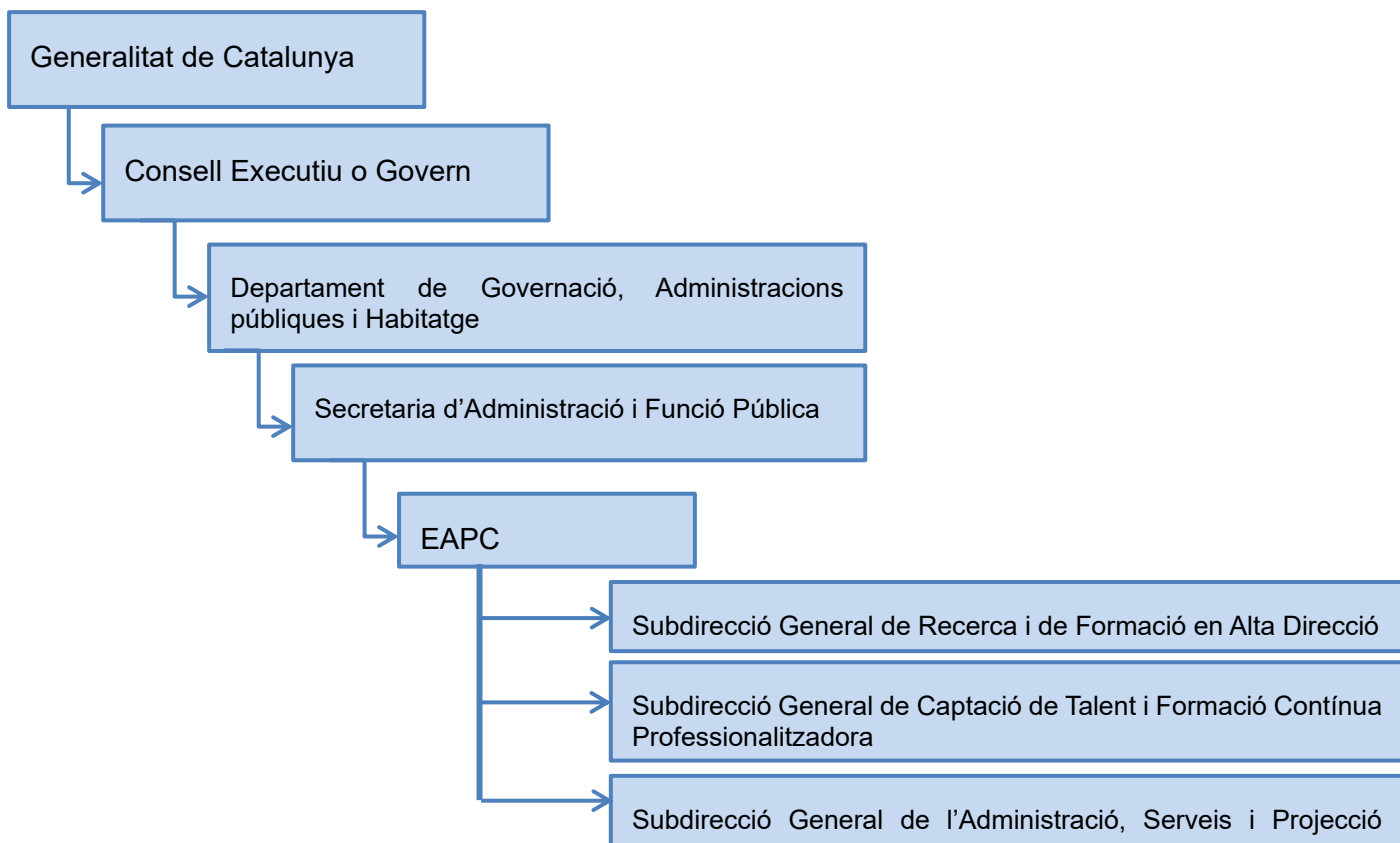 Generalitat de Catalunya
Consell Executiu o Govern
Departament de Governació, Administracions
públiques i Habitatge
Secretaria d’Administració i Funció Pública
EAPC
Subdirecció General de Recerca i de Formació en Alta Direcció
Subdirecció General de Captació de Talent i Formació Contínua
Professionalitzadora
Subdirecció General de l’Administració, Serveis i Projecció